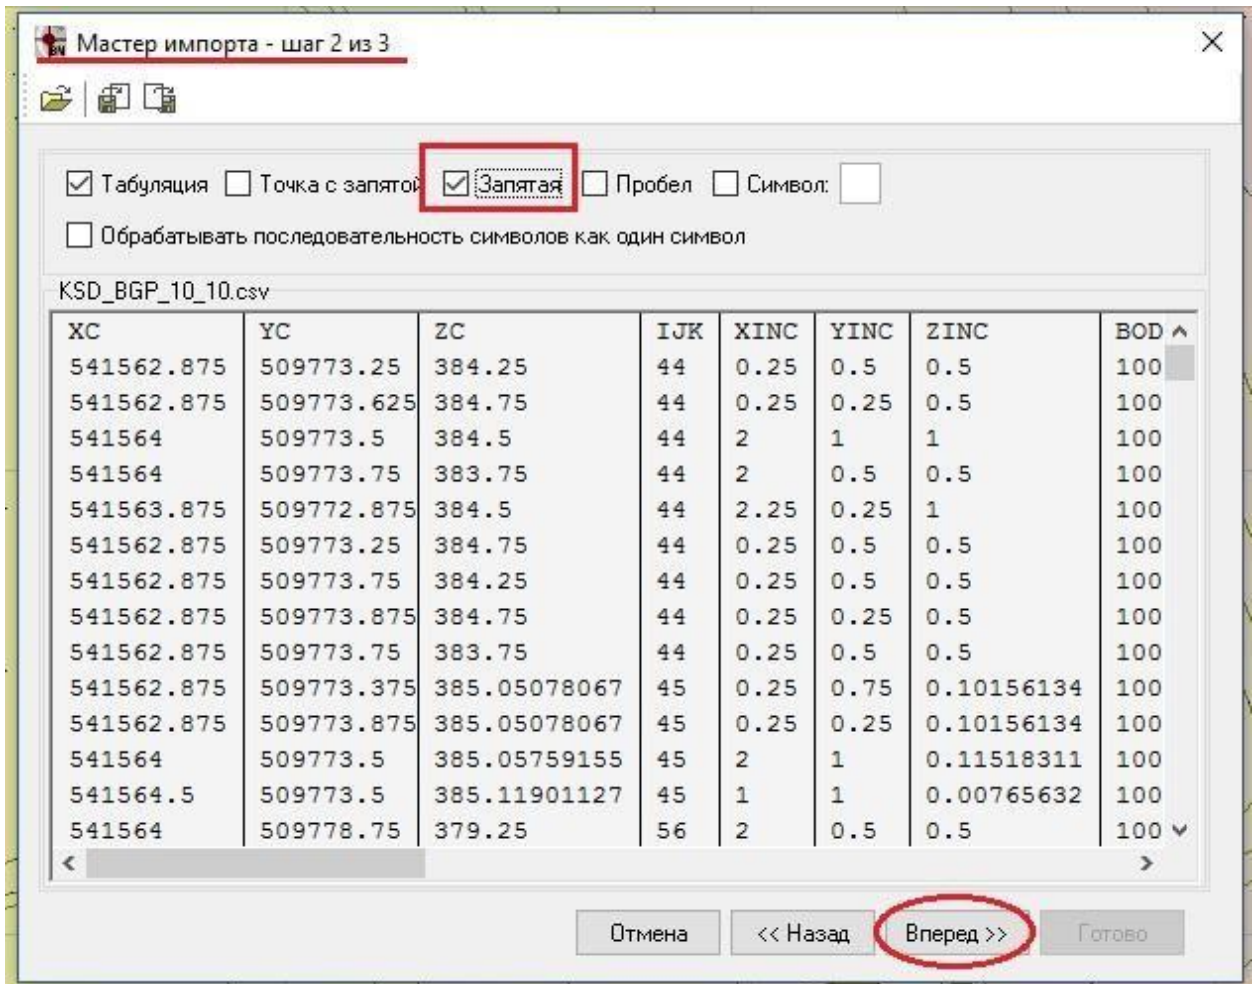 Мастер импорта - шаг 2 из 3
Табуляция Точка с запятой Запятая Пробел Символ:
Обрабатывать последовательность символов как один символ
KSD_BGP_10_10.csv
XC YC ZC IJK XINC YINC ZINC BOD
541562.875 509773.25 384.25 44 0.25 0.5 0.5 100
541562.875 509773.625 384.75 44 0.25 0.25 0.5 100
541564 509773.5 384.5 44 2 1 1 100
541564 509773.75 383.75 44 2 0.5 0.5 100
541563.875 509772.875 384.5 44 2.25 0.25 1 100
541562.875 509773.25 384.75 44 0.25 0.5 0.5 100
541562.875 509773.75 384.25 44 0.25 0.5 0.5 100
541562.875 509773.875 384.75 44 0.25 0.25 0.5 100
541562.875 509773.75 383.75 44 0.25 0.5 0.5 100
541562.875 509773.375 385.05078067 45 0.25 0.75 0.10156134 100
541562.875 509773.875 385.05078067 45 0.25 0.25 0.10156134 100
541564 509773.5 385.05759155 45 2 1 0.11518311 100
541564.5 509773.5 385.11901127 45 1 1 0.00765632 100
541564 509778.75 379.25 56 2 0.5 0.5 100
Отмена << Назад Вперед >> Готово